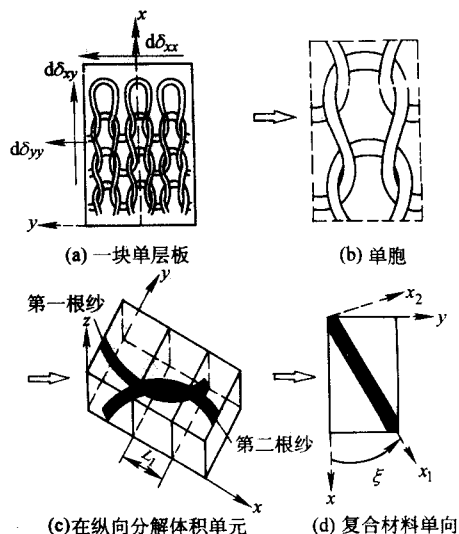 x
dδxx
dδxy
dδyy
y
(a) 一块单层板
(b) 单胞
第一根纱
z
y
L1
第二根纱
x
x2
y
x
ξ
x1
(c)在纵向分解体积单元
(d) 复合材料单向